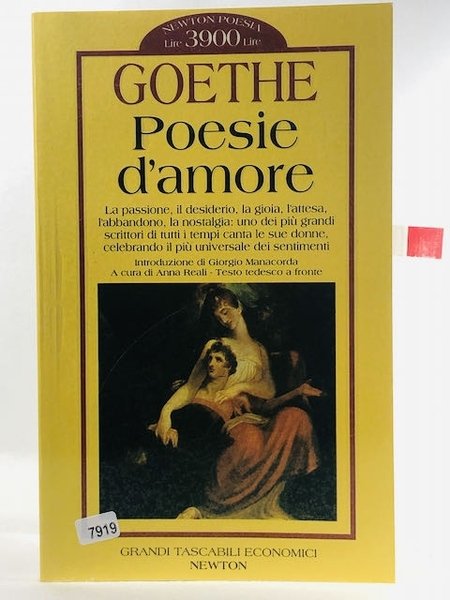 NEWTON POESIA
Lire 3900 Lire
GOETHE
Poesie
d'amore
La passione, il desiderio, la gioia, l'attesa,
l'abbandono, la nostalgia: uno dei più grandi
scrittori di tutti i tempi canta le sue donne,
celebrando il più universale dei sentimenti
Introduzione di Giorgio Manacorda
A cura di Anna Reali · Testo tedesco a fronte
7919
GRANDI TASCABILI ECONOMICI
NEWTON